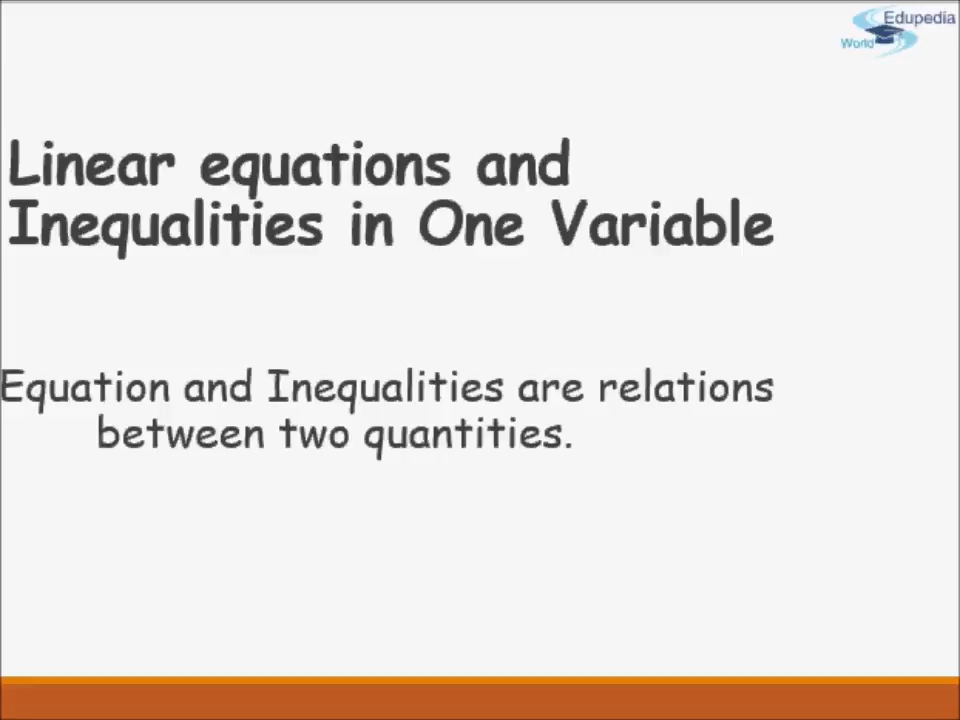 Edupedia
World
Linear equations and
Inequalities in One Variable
Equation and Inequalities are relations
between two quantities.